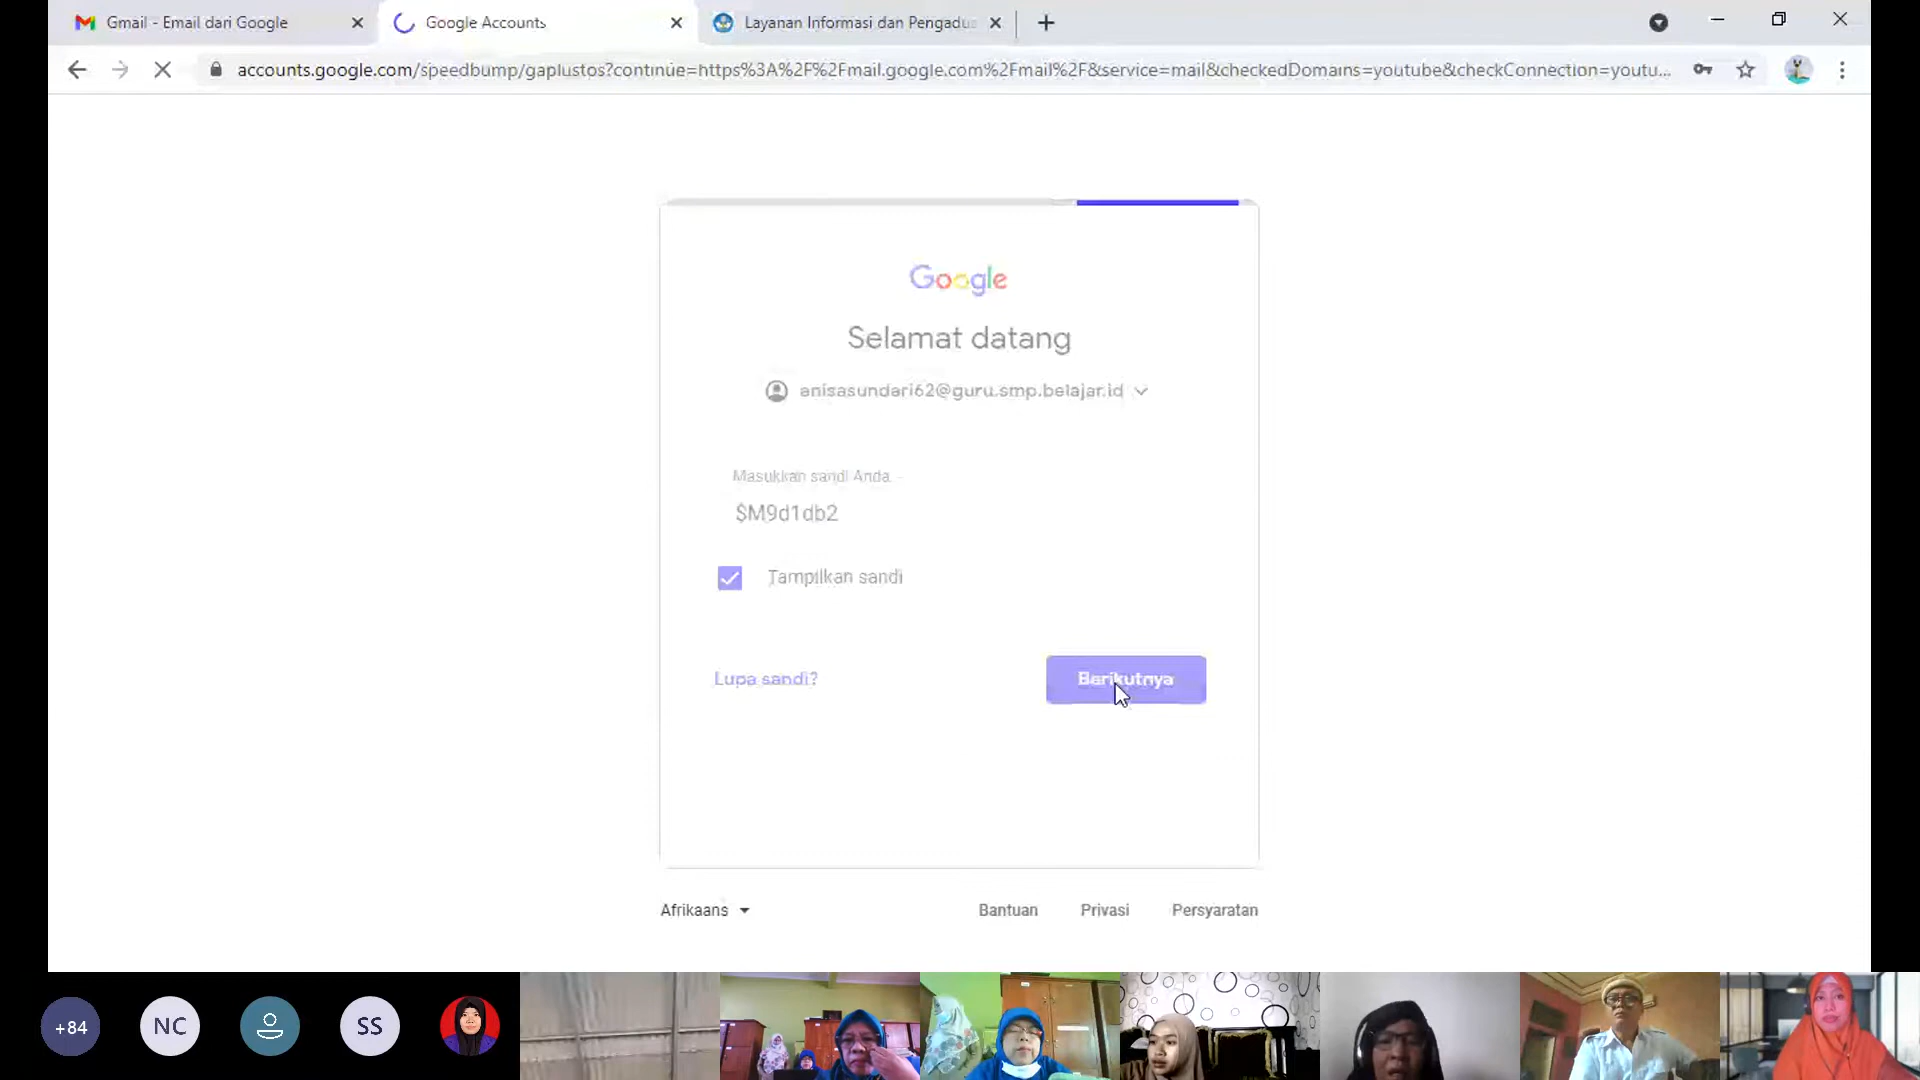 Gmail - Email dari Google
Google Accounts
Layanan Informasi dan Pengadu
accounts.google.com/speedbump/gaplustos?continue=https%3A%2F%2Fmail.google.com%2Fmail%2F&service=mail&checkedDomains=youtube&checkConnection=youtu...
Google
Selamat datang
anisasundari62@guru.smp.belajar.id
Masukkan sandi Anda
$M9d1db2
Tampilkan sandi
Lupa sandi?
Berikutnya
Afrikaans
Bantuan
Privasi
Persyaratan
+84
NC
SS